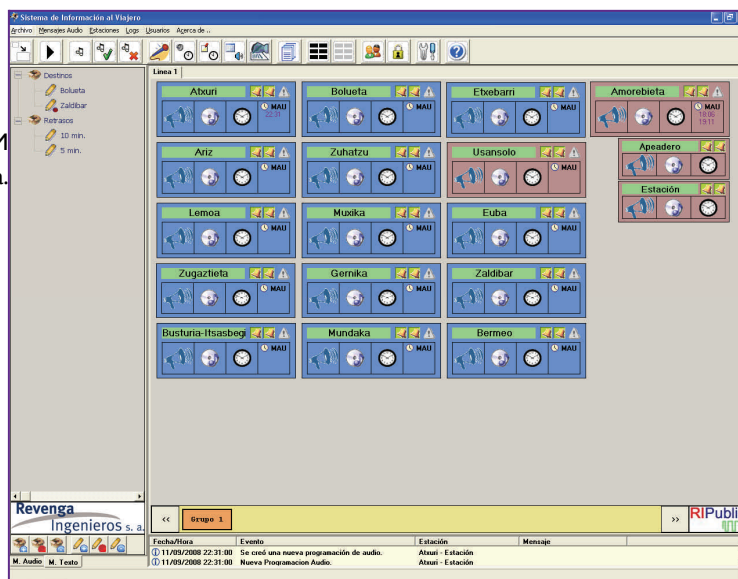 Sistema de Información al Viajero
Archivo Mensajes Audio Estaciones Logs Usuarios Acerca de ..
Destinos
Bolueta
Zaldibar
Retrasos
10 min.
5 min.
Linea 1
Atxuri MAU 22:31
Bolueta MAU
Etxebarri MAU
Amorebieta MAU
18:06
19:11
Ariz MAU
Zuhatzu MAU
Usansolo MAU
Apeadero
Estación
Lemoa MAU
Muxika MAU
Euba MAU
Zugaztieta MAU
Gernika MAU
Zaldibar MAU
Busturia-Itsasbegi MAU
Mundaka MAU
Bermeo MAU
<< Grupo 1 >>
Revenga
Ingenieros s. a.
RIPubli
M. Audio M. Texto
Fecha/Hora Evento Estación Mensaje
11/09/2008 22:31:00 Se creó una nueva programación de audio. Atxuri - Estación
11/09/2008 22:31:00 Nueva Programacion Audio. Atxuri - Estación